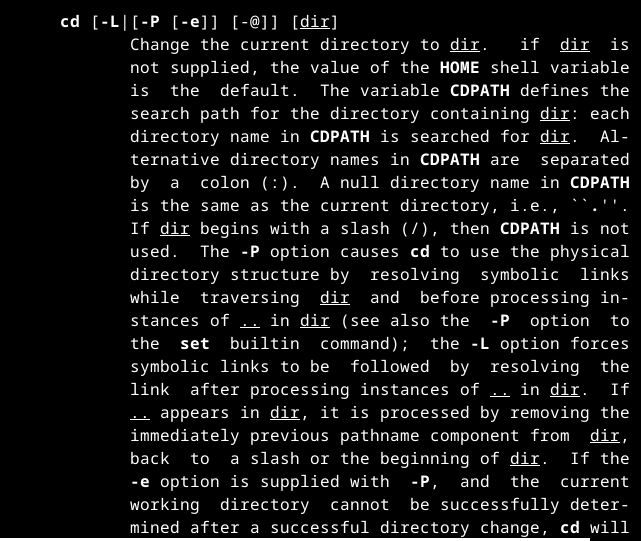 cd [-L|[-P [-e]] [-@]] [dir]
Change the current directory to dir.   if  dir  is
not supplied, the value of the HOME shell variable
is  the  default.  The variable CDPATH defines the
search path for the directory containing dir: each
directory name in CDPATH is searched for dir.  Al-
ternative directory names in CDPATH are  separated
by  a  colon (:).  A null directory name in CDPATH
is the same as the current directory, i.e., ``.''.
If dir begins with a slash (/), then CDPATH is not
used.  The -P option causes cd to use the physical
directory structure by  resolving  symbolic  links
while  traversing  dir  and  before processing in-
stances of .. in dir (see also the  -P  option  to
the  set  builtin  command);  the -L option forces
symbolic links to be  followed  by  resolving  the
link  after processing instances of .. in dir.  If
.. appears in dir, it is processed by removing the
immediately previous pathname component from  dir,
back  to  a slash or the beginning of dir.  If the
-e option is supplied with  -P,  and  the  current
working  directory  cannot  be successfully deter-
mined after a successful directory change, cd will